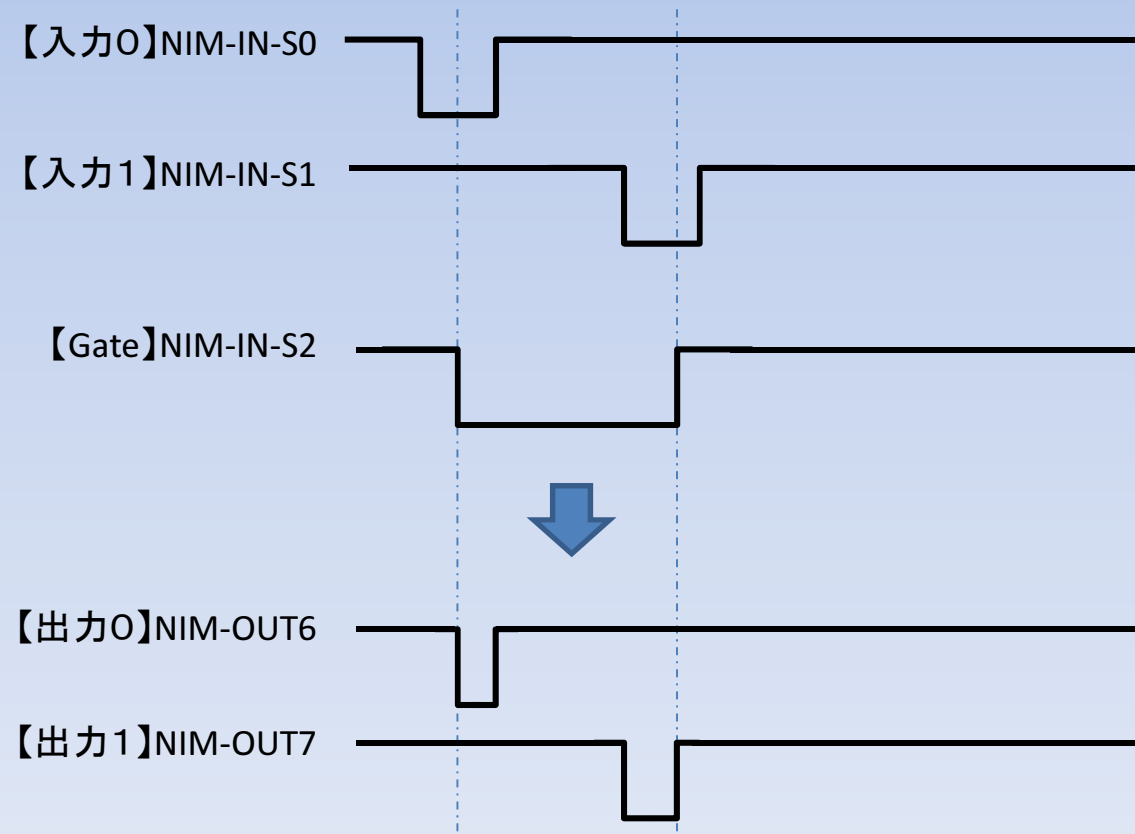 【入力0】NIM-IN-S0
【入力１】NIM-IN-S1
【Gate】NIM-IN-S2
【出力0】NIM-OUT6
【出力１】NIM-OUT7